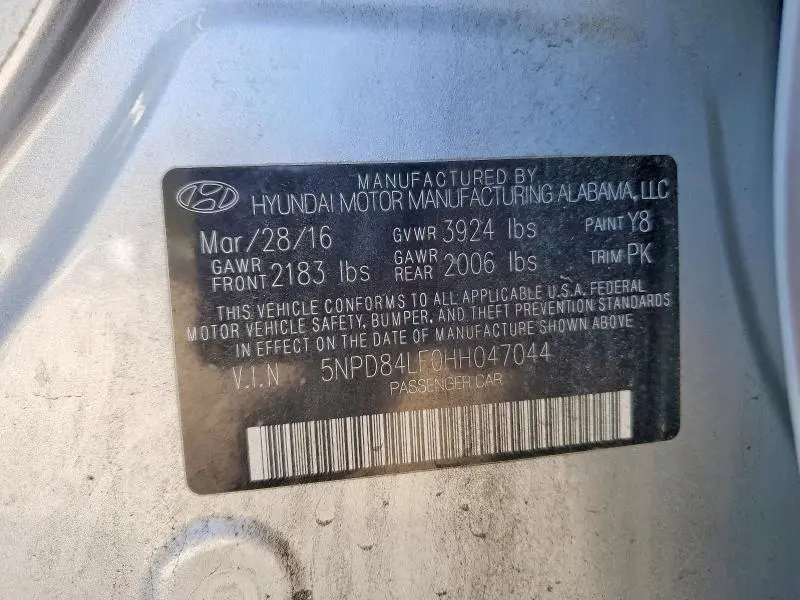 MANUFACTURED BY
HYUNDAI MOTOR MANUFACTURING ALABAMA, LLC
Mar/28/16 GVWR 3924 lbs PAINT Y8
GAWR FRONT 2183 lbs GAWR REAR 2006 lbs TRIM PK
THIS VEHICLE CONFORMS TO ALL APPLICABLE U.S.A. FEDERAL
MOTOR VEHICLE SAFETY, BUMPER, AND THEFT PREVENTION STANDARDS
IN EFFECT ON THE DATE OF MANUFACTURE SHOWN ABOVE
V.I.N 5NPD84LF0HH047044
PASSENGER CAR